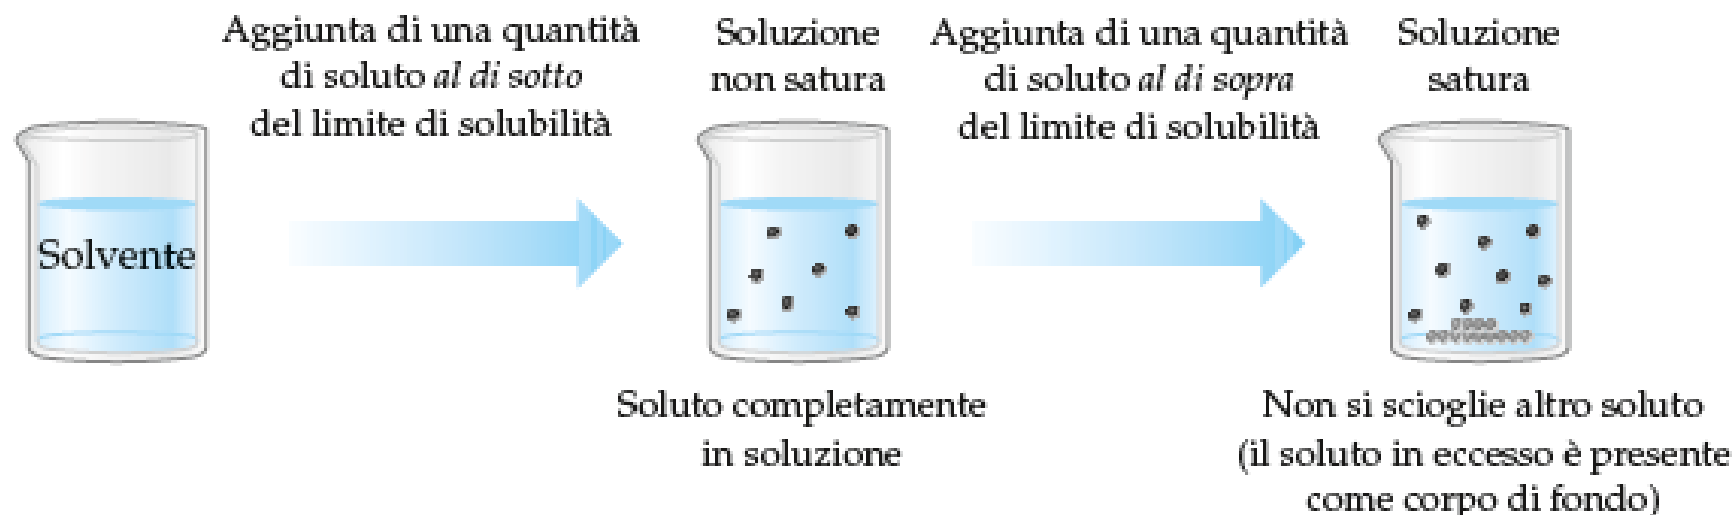 Aggiunta di una quantità
di soluto al di sotto
del limite di solubilità
Soluzione
non satura
Aggiunta di una quantità
di soluto al di sopra
del limite di solubilità
Soluzione
satura
Solvente
Soluto completamente
in soluzione
Non si scioglie altro soluto
(il soluto in eccesso è presente
come corpo di fondo)